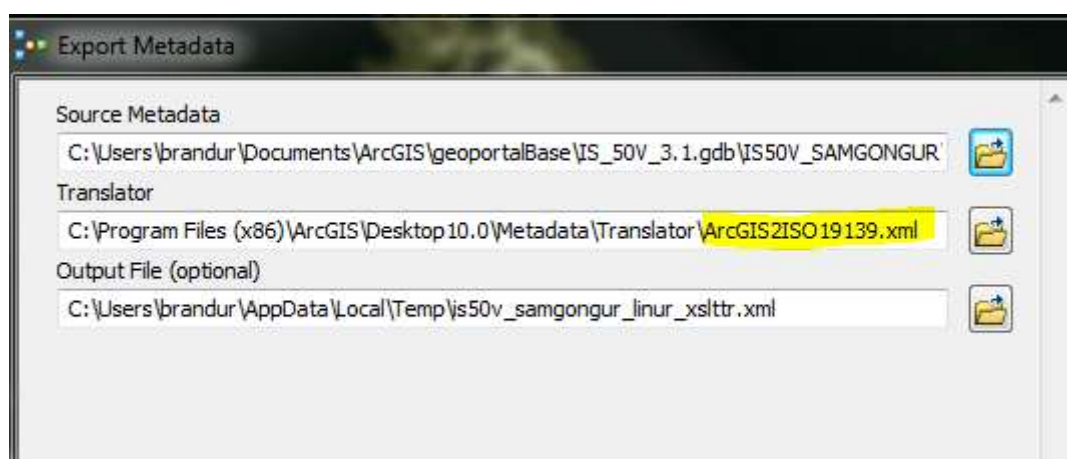 Export Metadata
Source Metadata
C:\Users\brandur\Documents\ArcGIS\geoportalBase\IS_50V_3.1.gdb\IS50V_SAMGONGUR
Translator
C:\Program Files (x86)\ArcGIS\Desktop10.0\Metadata\Translator\ArcGIS2ISO19139.xml
Output File (optional)
C:\Users\brandur\AppData\Local\Temp\is50v_samgongur_linur_xslttr.xml